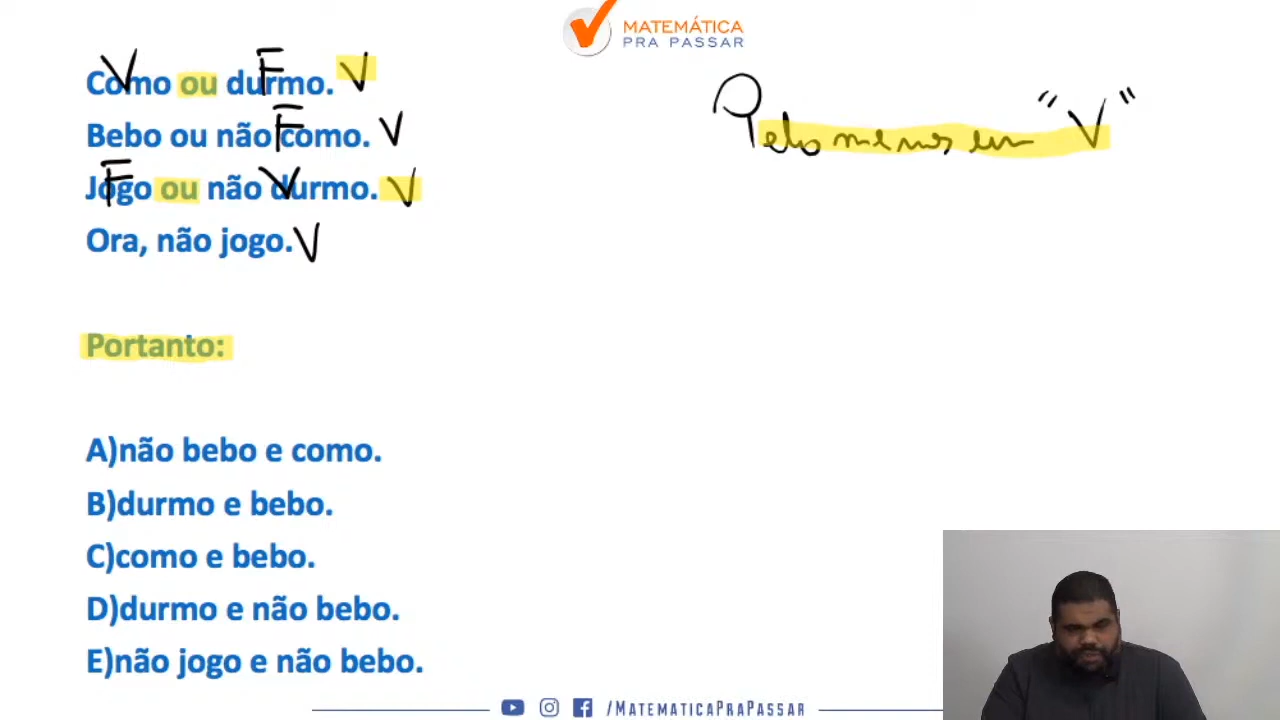 MATEMÁTICA
PRA PASSAR
V F
Como ou durmo. V
F
Bebo ou não como. V
F V
Jogo ou não durmo. V
Ora, não jogo. V
Pelo menos um "V"
Portanto:
A)não bebo e como.
B)durmo e bebo.
C)como e bebo.
D)durmo e não bebo.
E)não jogo e não bebo.
/MATEMATICAPRAPASSAR